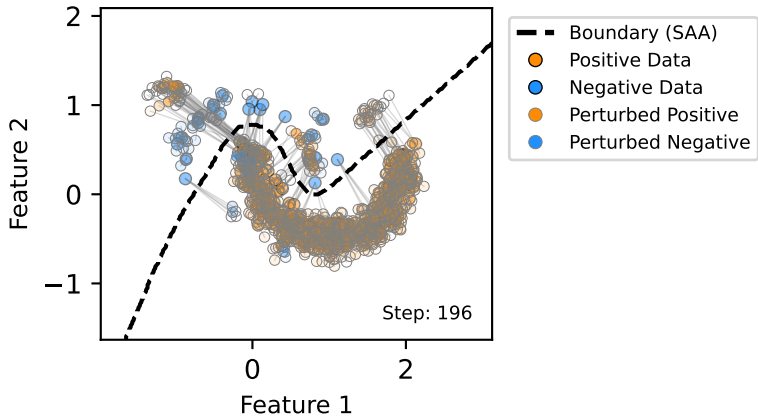 2
1
0
−1
Feature 2
0
2
Feature 1
Step: 196
Boundary (SAA)
Positive Data
Negative Data
Perturbed Positive
Perturbed Negative